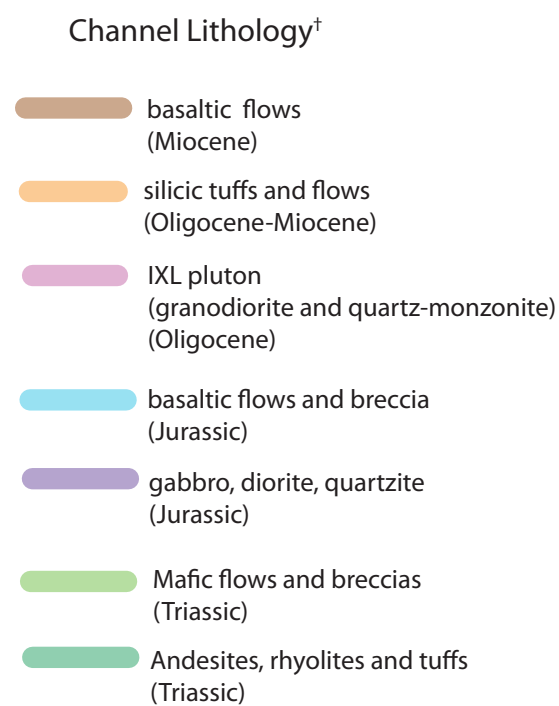 Channel Lithology†
basaltic flows
(Miocene)
silicic tuffs and flows
(Oligocene-Miocene)
IXL pluton
(granodiorite and quartz-monzonite)
(Oligocene)
basaltic flows and breccia
(Jurassic)
gabbro, diorite, quartzite
(Jurassic)
Mafic flows and breccias
(Triassic)
Andesites, rhyolites and tuffs
(Triassic)